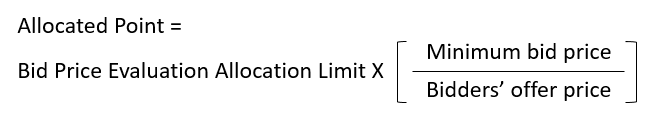 Allocated Point =
Bid Price Evaluation Allocation Limit X [ Minimum bid price
Bidders’ offer price ]